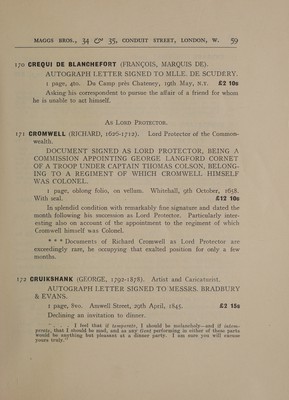 MAGGS BROS., 34 & 35, CONDUIT STREET, LONDON, W. 59
170 CREQUI DE BLANCHEFORT (FRANÇOIS, MARQUIS DE).
AUTOGRAPH LETTER SIGNED TO MLLE. DE SCUDERY.
1 page, 4to. Du Camp près Chateney, 19th May, N.Y. £2 10s
Asking his correspondent to pursue the affair of a friend for whom
he is unable to act himself.
AS LORD PROTECTOR.
171 CROMWELL (RICHARD, 1626-1712). Lord Protector of the Common-
wealth.
DOCUMENT SIGNED AS LORD PROTECTOR, BEING A
COMMISSION APPOINTING GEORGE LANGFORD CORNET
OF A TROOP UNDER CAPTAIN THOMAS COLSON, BELONG-
ING TO A REGIMENT OF WHICH CROMWELL HIMSELF
WAS COLONEL.
1 page, oblong folio, on vellum. Whitehall, 9th October, 1658.
With seal. £12 10s
In splendid condition with remarkably fine signature and dated the
month following his succession as Lord Protector. Particularly inter-
esting also on account of the appointment to the regiment of which
Cromwell himself was Colonel.
* * * Documents of Richard Cromwell as Lord Protector are
exceedingly rare, he occupying that exalted position for only a few
months.
172 CRUIKSHANK (GEORGE, 1792-1878). Artist and Caricaturist.
AUTOGRAPH LETTER SIGNED TO MESSRS. BRADBURY
& EVANS.
1 page, 8vo. Amwell Street, 29th April, 1845. £2 15s
Declining an invitation to dinner.
I feel that if temperate, I should be melancholy—and if intem-
perate, that I should be mad, and as any Guest performing in either of these parts
would be anything but pleasant at a dinner party. I am sure you will excuse
yours truly."